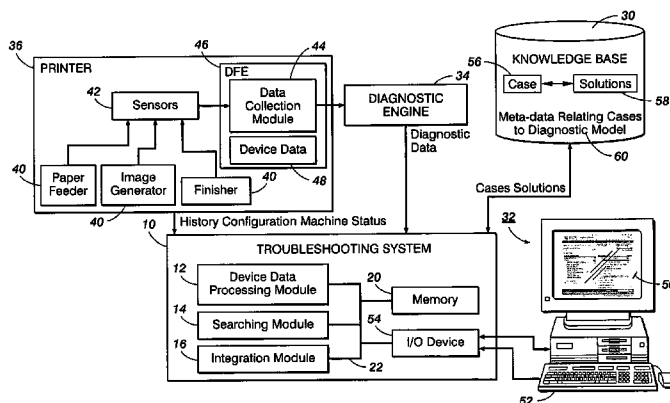 36
PRINTER
46
DFE
44
42
Sensors
Data
Collection
Module
Device Data
48
40
Paper
Feeder
Image
Generator
40
Finisher
40
34
DIAGNOSTIC
ENGINE
Diagnostic
Data
30
KNOWLEDGE BASE
56
Case
Solutions
58
Meta-data Relating Cases
to Diagnostic Model
60
Cases Solutions
History Configuration Machine Status
10
TROUBLESHOOTING SYSTEM
12
Device Data
Processing Module
14
Searching Module
16
Integration Module
22
20
Memory
54
I/O Device
32
50
52